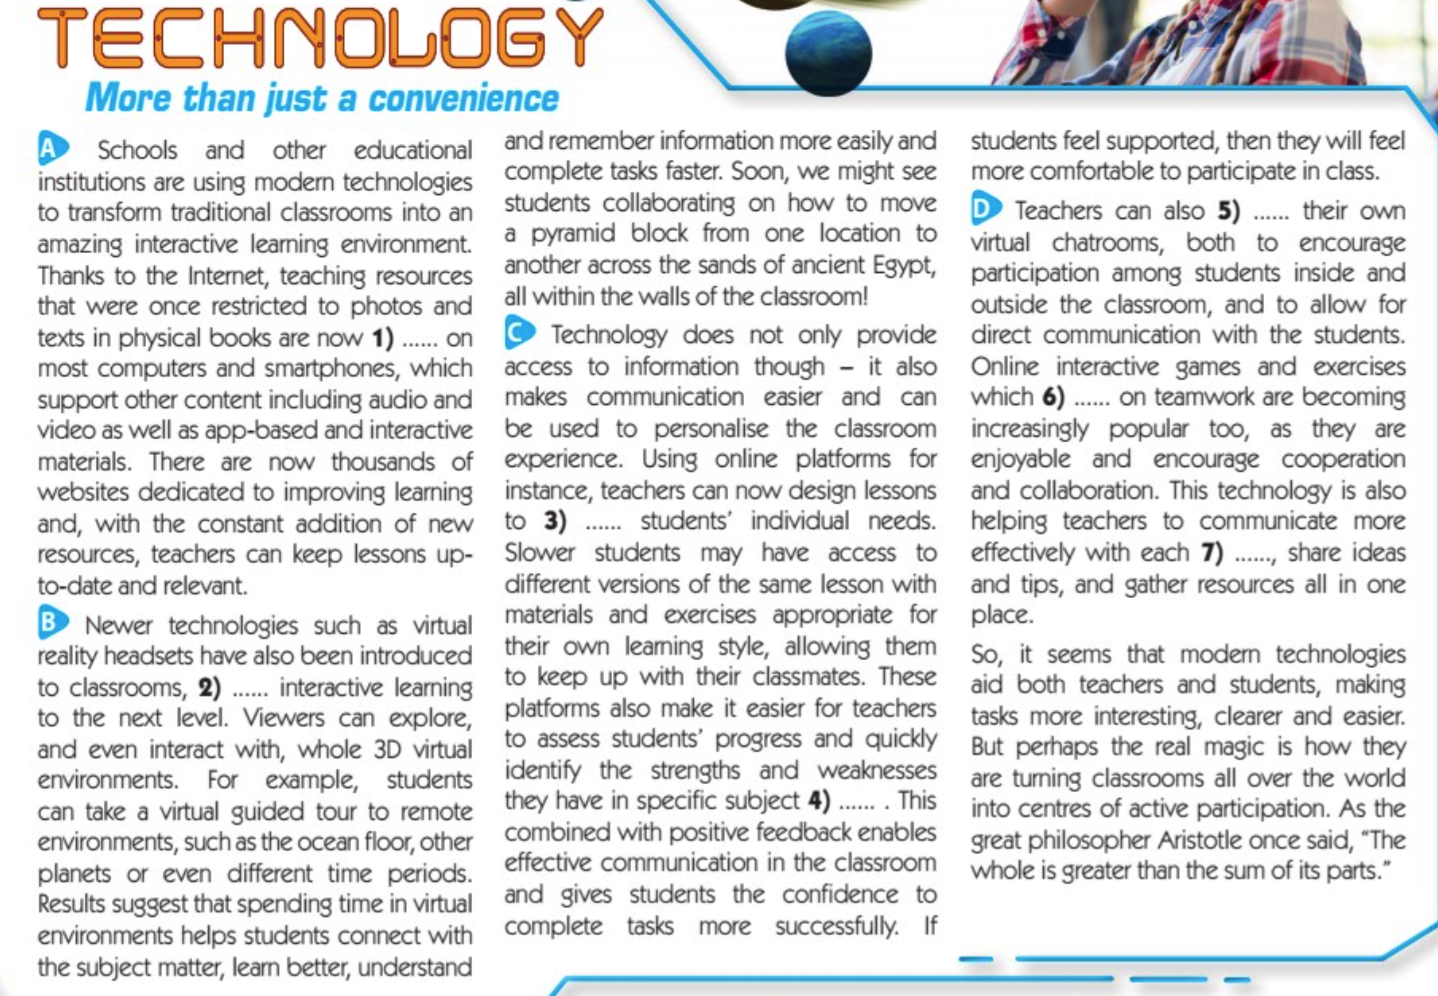 TECHNOLOGY
More than just a convenience
A Schools and other educational
institutions are using modern technologies
to transform traditional classrooms into an
amazing interactive learning environment.
Thanks to the Internet, teaching resources
that were once restricted to photos and
texts in physical books are now 1) ...... on
most computers and smartphones, which
support other content including audio and
video as well as app-based and interactive
materials. There are now thousands of
websites dedicated to improving learning
and, with the constant addition of new
resources, teachers can keep lessons up-
to-date and relevant.
B Newer technologies such as virtual
reality headsets have also been introduced
to classrooms, 2) ...... interactive learning
to the next level. Viewers can explore,
and even interact with, whole 3D virtual
environments. For example, students
can take a virtual guided tour to remote
environments, such as the ocean floor, other
planets or even different time periods.
Results suggest that spending time in virtual
environments helps students connect with
the subject matter, learn better, understand
and remember information more easily and
complete tasks faster. Soon, we might see
students collaborating on how to move
a pyramid block from one location to
another across the sands of ancient Egypt,
all within the walls of the classroom!
C Technology does not only provide
access to information though – it also
makes communication easier and can
be used to personalise the classroom
experience. Using online platforms for
instance, teachers can now design lessons
to 3) ...... students' individual needs.
Slower students may have access to
different versions of the same lesson with
materials and exercises appropriate for
their own learning style, allowing them
to keep up with their classmates. These
platforms also make it easier for teachers
to assess students' progress and quickly
identify the strengths and weaknesses
they have in specific subject 4) ...... . This
combined with positive feedback enables
effective communication in the classroom
and gives students the confidence to
complete tasks more successfully. If
students feel supported, then they will feel
more comfortable to participate in class.
D Teachers can also 5) ...... their own
virtual chatrooms, both to encourage
participation among students inside and
outside the classroom, and to allow for
direct communication with the students.
Online interactive games and exercises
which 6) ...... on teamwork are becoming
increasingly popular too, as they are
enjoyable and encourage cooperation
and collaboration. This technology is also
helping teachers to communicate more
effectively with each 7) ......, share ideas
and tips, and gather resources all in one
place.
So, it seems that modern technologies
aid both teachers and students, making
tasks more interesting, clearer and easier.
But perhaps the real magic is how they
are turning classrooms all over the world
into centres of active participation. As the
great philosopher Aristotle once said, “The
whole is greater than the sum of its parts.”